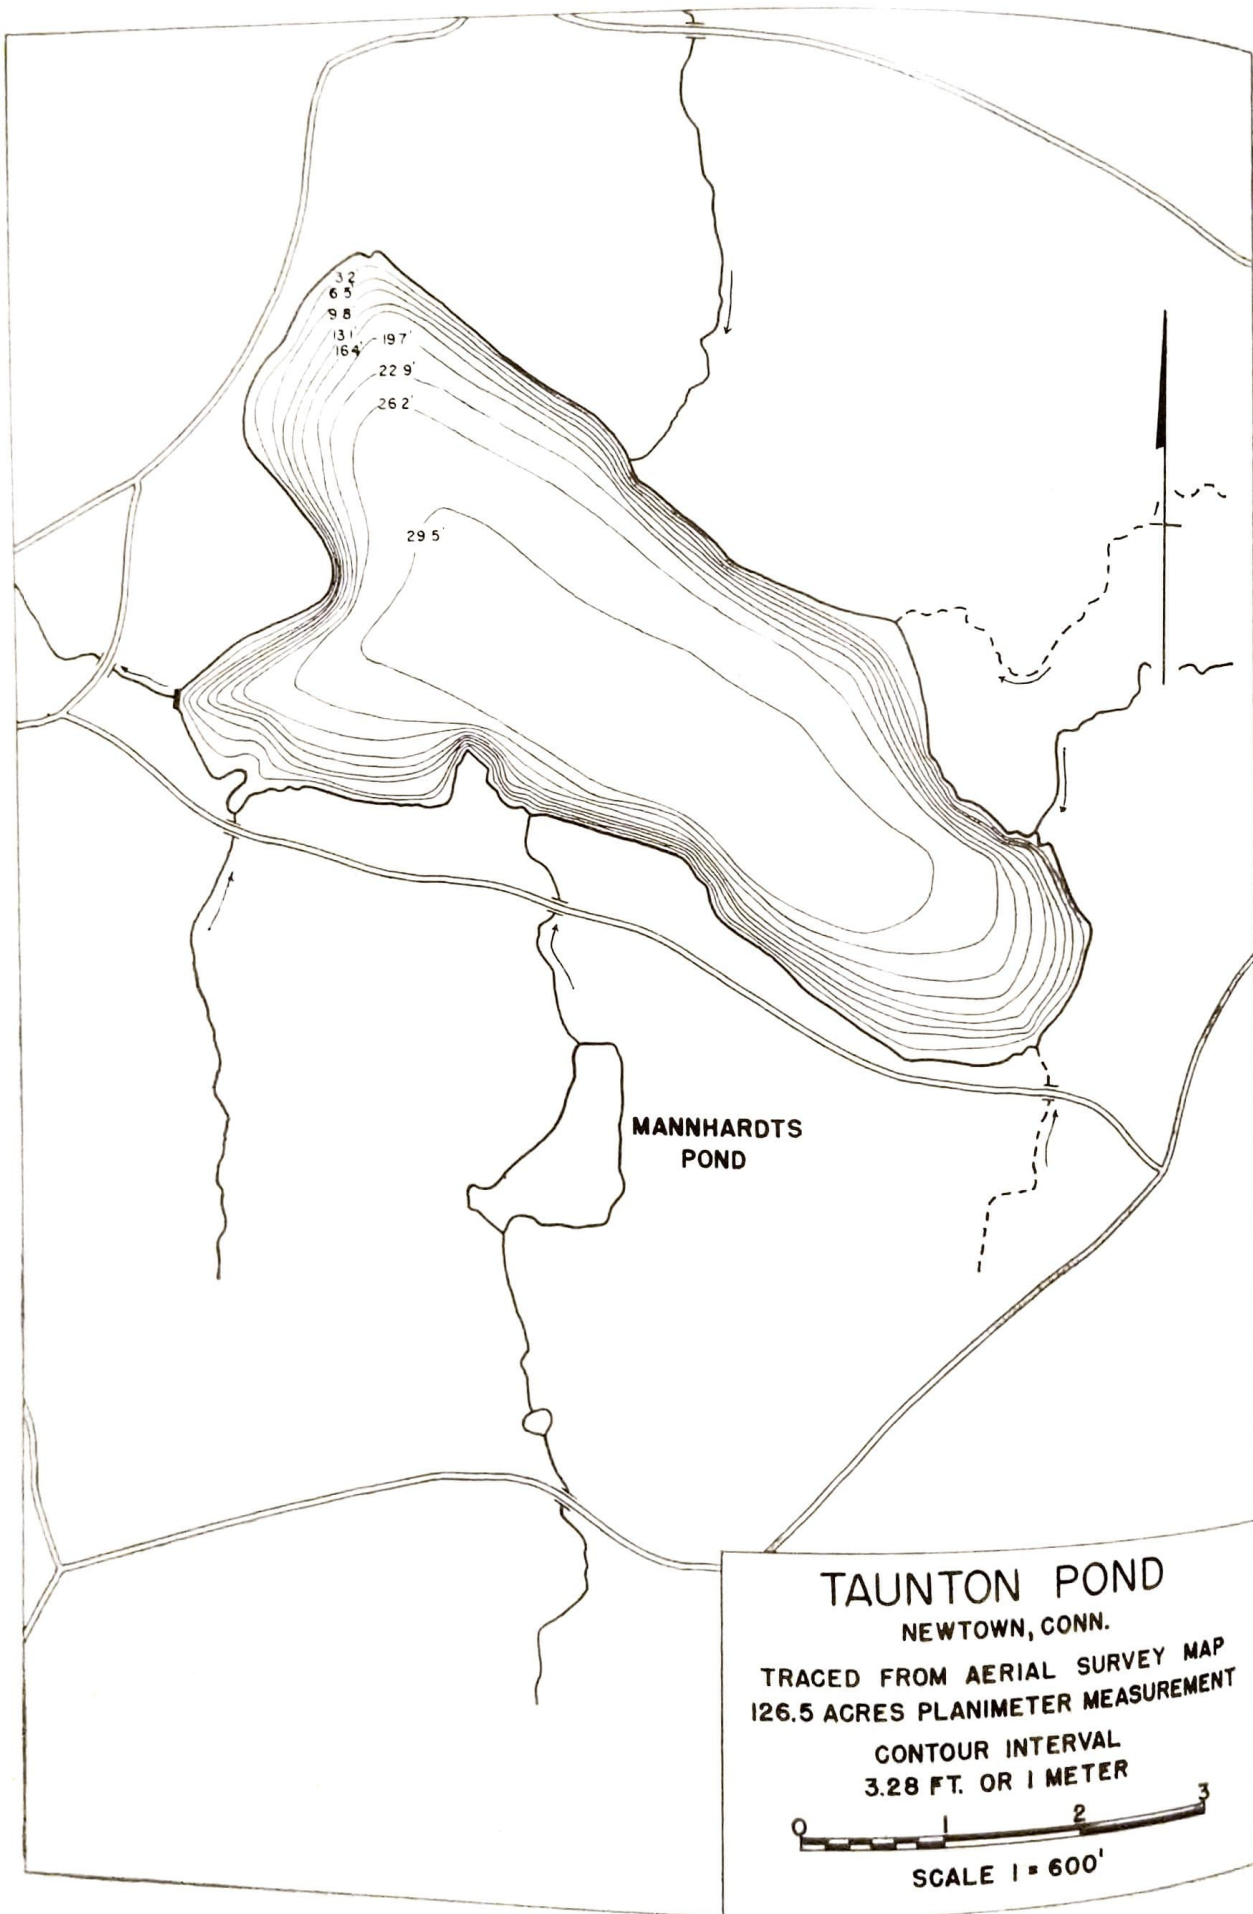 3.2'
6.5'
9.8'
13.1'
16.4'
19.7'
22.9'
26.2'
29.5'
MANNHARDTS
POND
TAUNTON POND
NEWTOWN, CONN.
TRACED FROM AERIAL SURVEY MAP
126.5 ACRES PLANIMETER MEASUREMENT
CONTOUR INTERVAL
3.28 FT. OR 1 METER
0 1 2 3
SCALE 1 = 600'